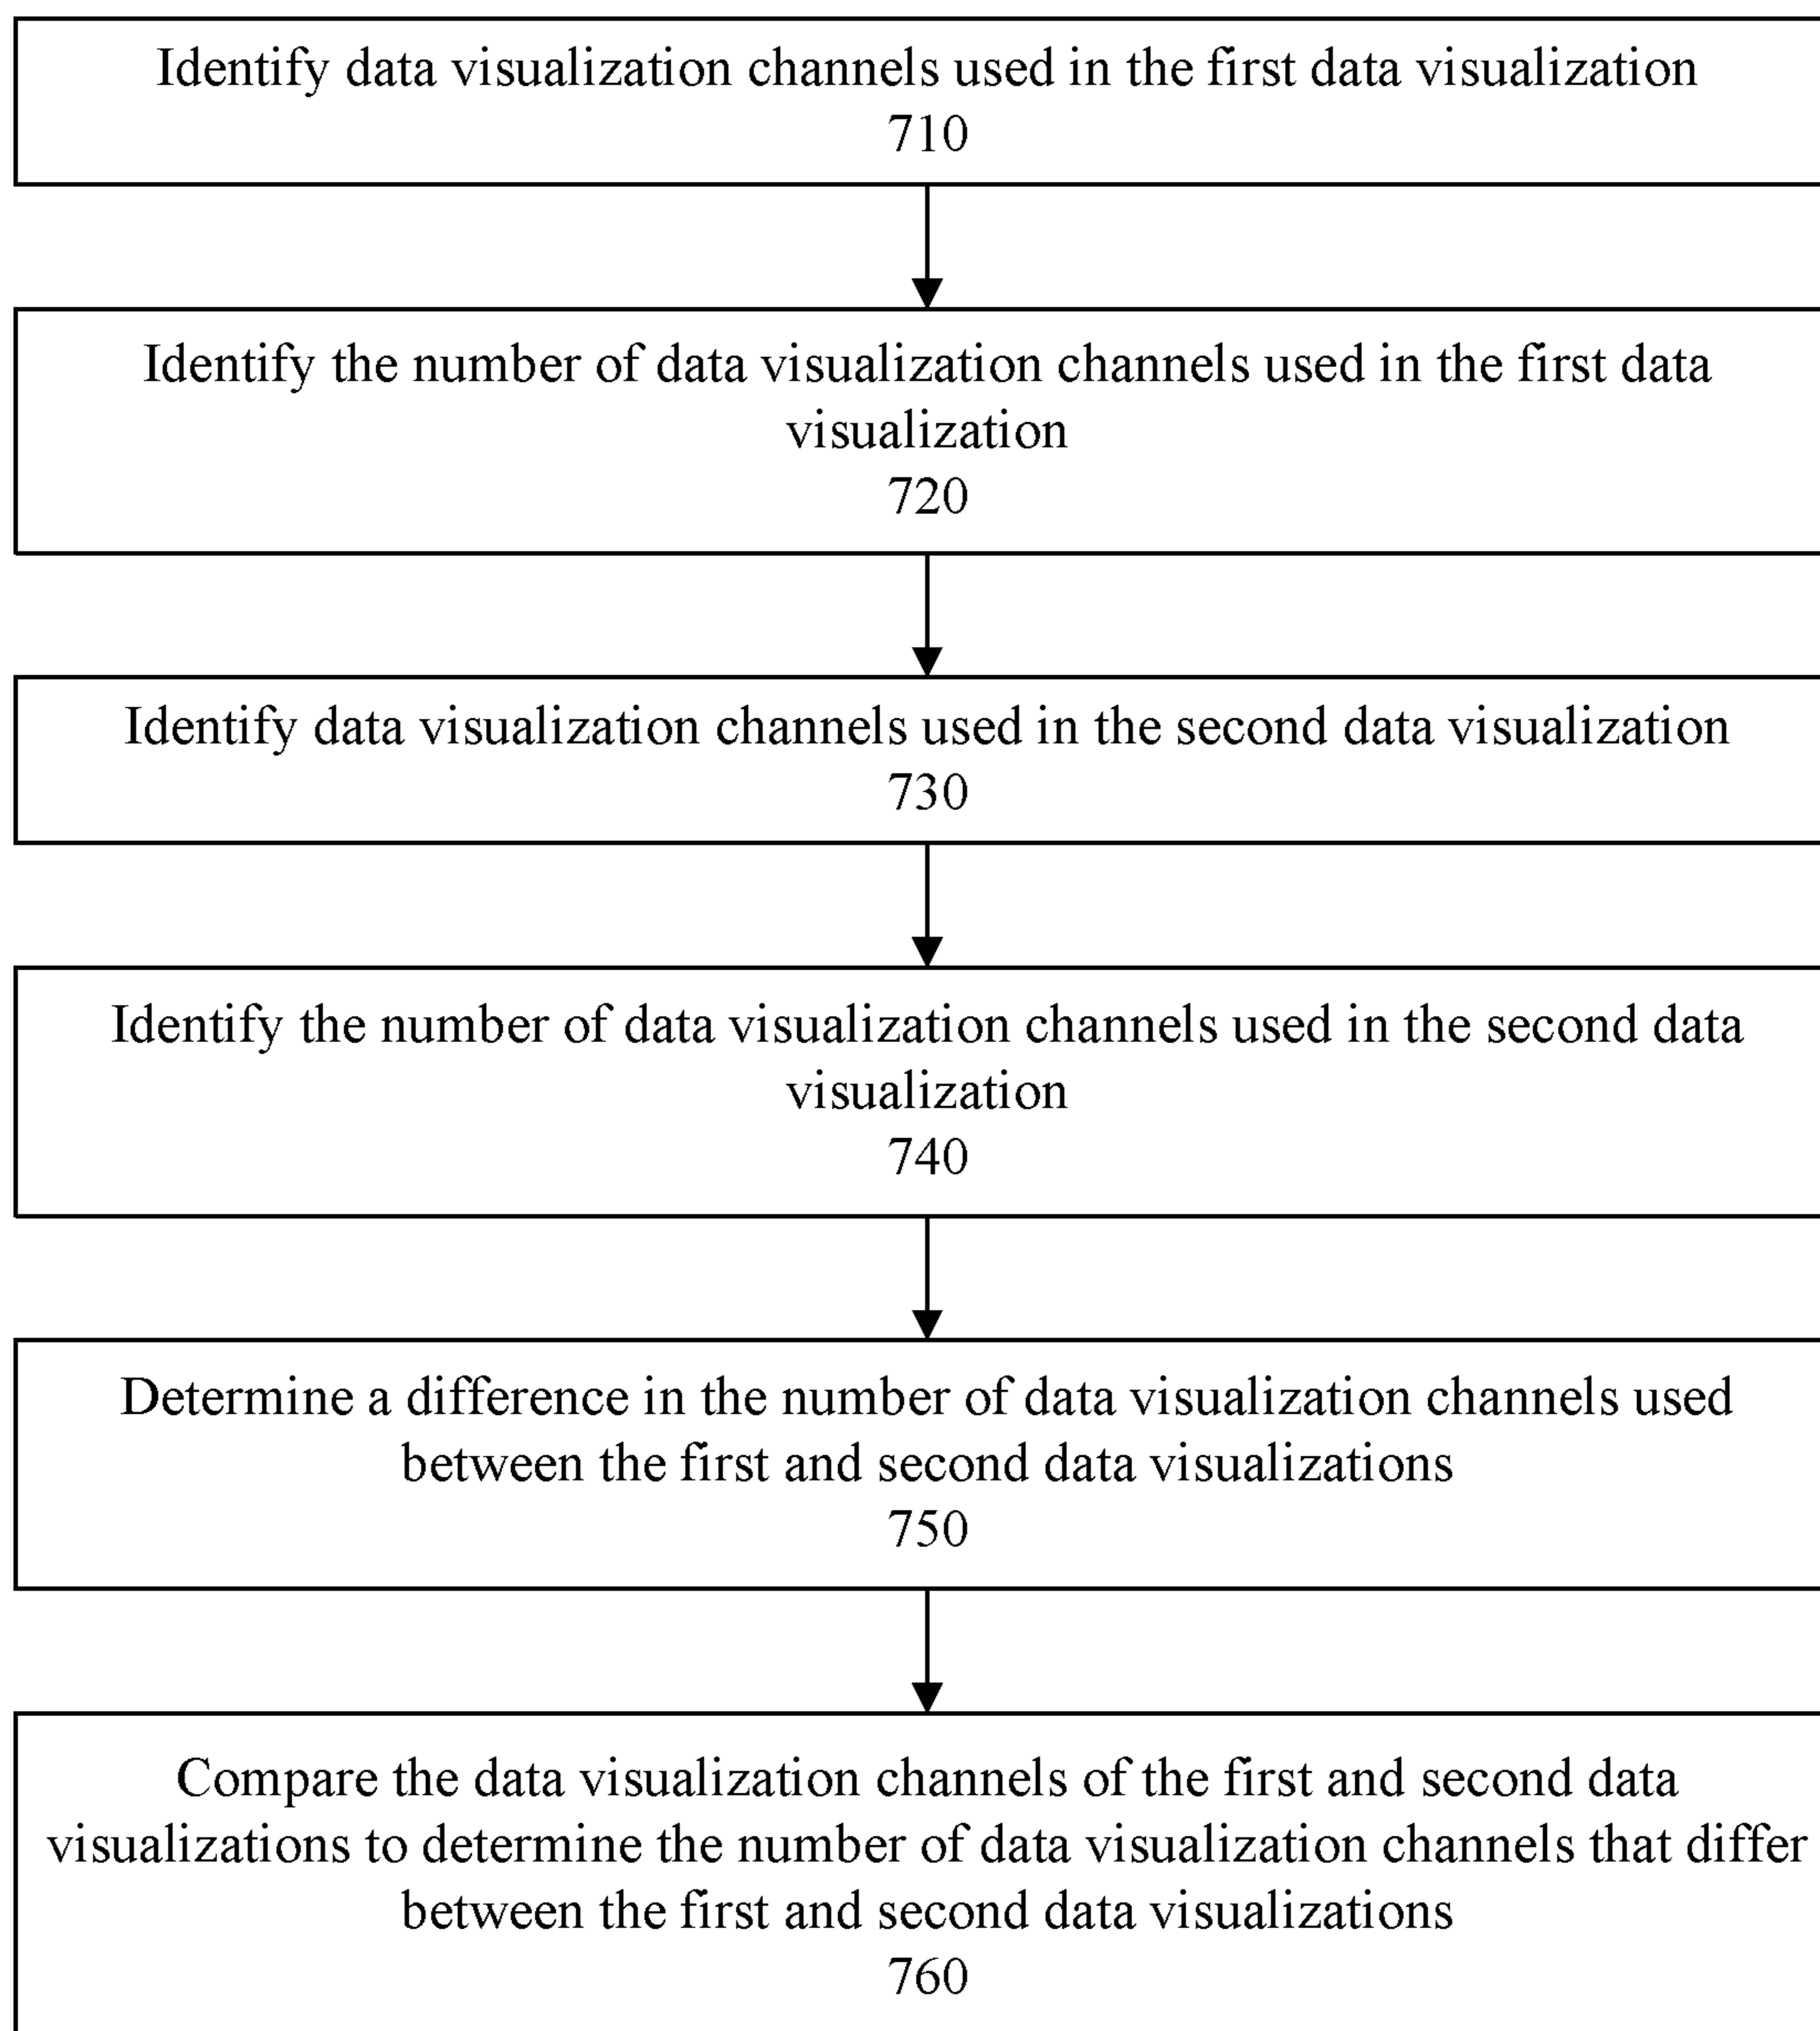 Identify data visualization channels used in the first data visualization
710
Identify the number of data visualization channels used in the first data
visualization
720
Identify data visualization channels used in the second data visualization
730
Identify the number of data visualization channels used in the second data
visualization
740
Determine a difference in the number of data visualization channels used
between the first and second data visualizations
750
Compare the data visualization channels of the first and second data
visualizations to determine the number of data visualization channels that differ
between the first and second data visualizations
760